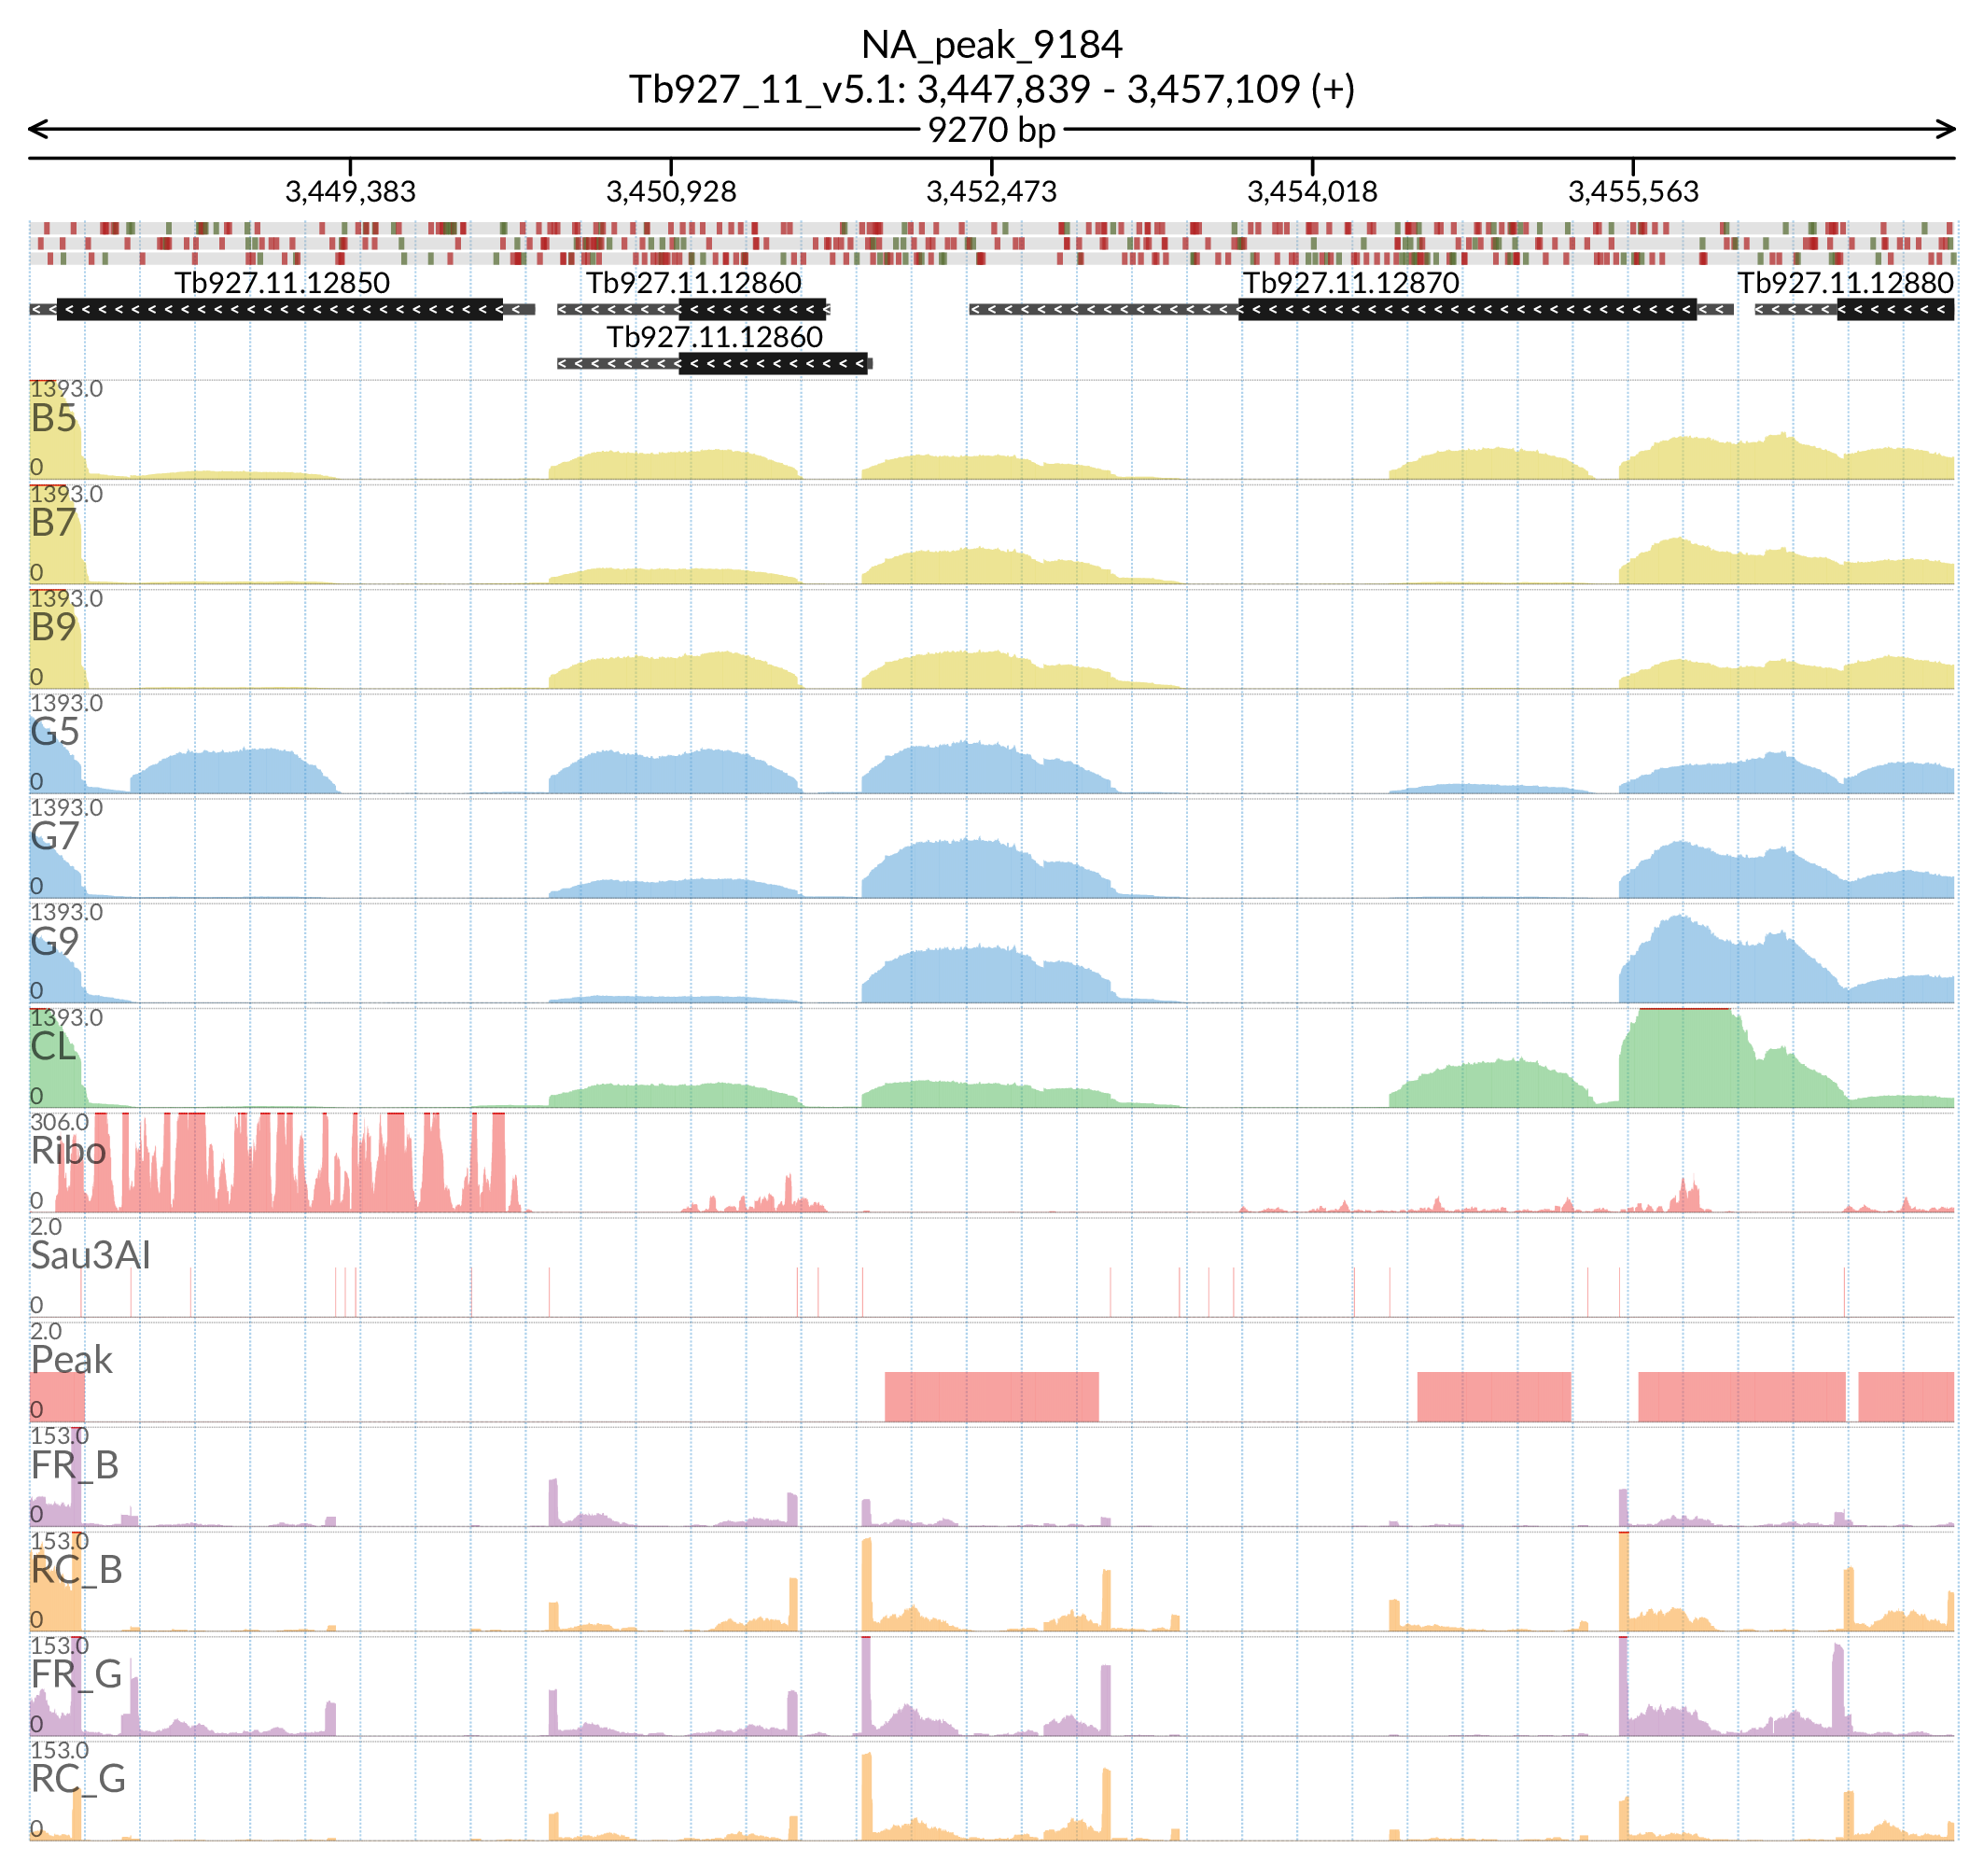 NA_peak_9184
Tb927_11_v5.1: 3,447,839 - 3,457,109 (+)
9270 bp
3,449,383 3,450,928 3,452,473 3,454,018 3,455,563
Tb927.11.12850 Tb927.11.12860 Tb927.11.12870 Tb927.11.12880
Tb927.11.12860
1393.0
B5
0
1393.0
B7
0
1393.0
B9
0
1393.0
G5
0
1393.0
G7
0
1393.0
G9
0
1393.0
CL
0
306.0
Ribo
0
2.0
Sau3AI
0
2.0
Peak
0
153.0
FR_B
0
153.0
RC_B
0
153.0
FR_G
0
153.0
RC_G
0